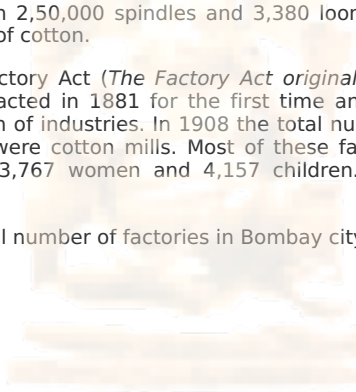 n 2,50,000 spindles and 3,380 loon
of cotton.
ctory Act (The Factory Act original
acted in 1881 for the first time an
n of industries. In 1908 the total nu
were cotton mills. Most of these fa
3,767 women and 4,157 children.
l number of factories in Bombay city